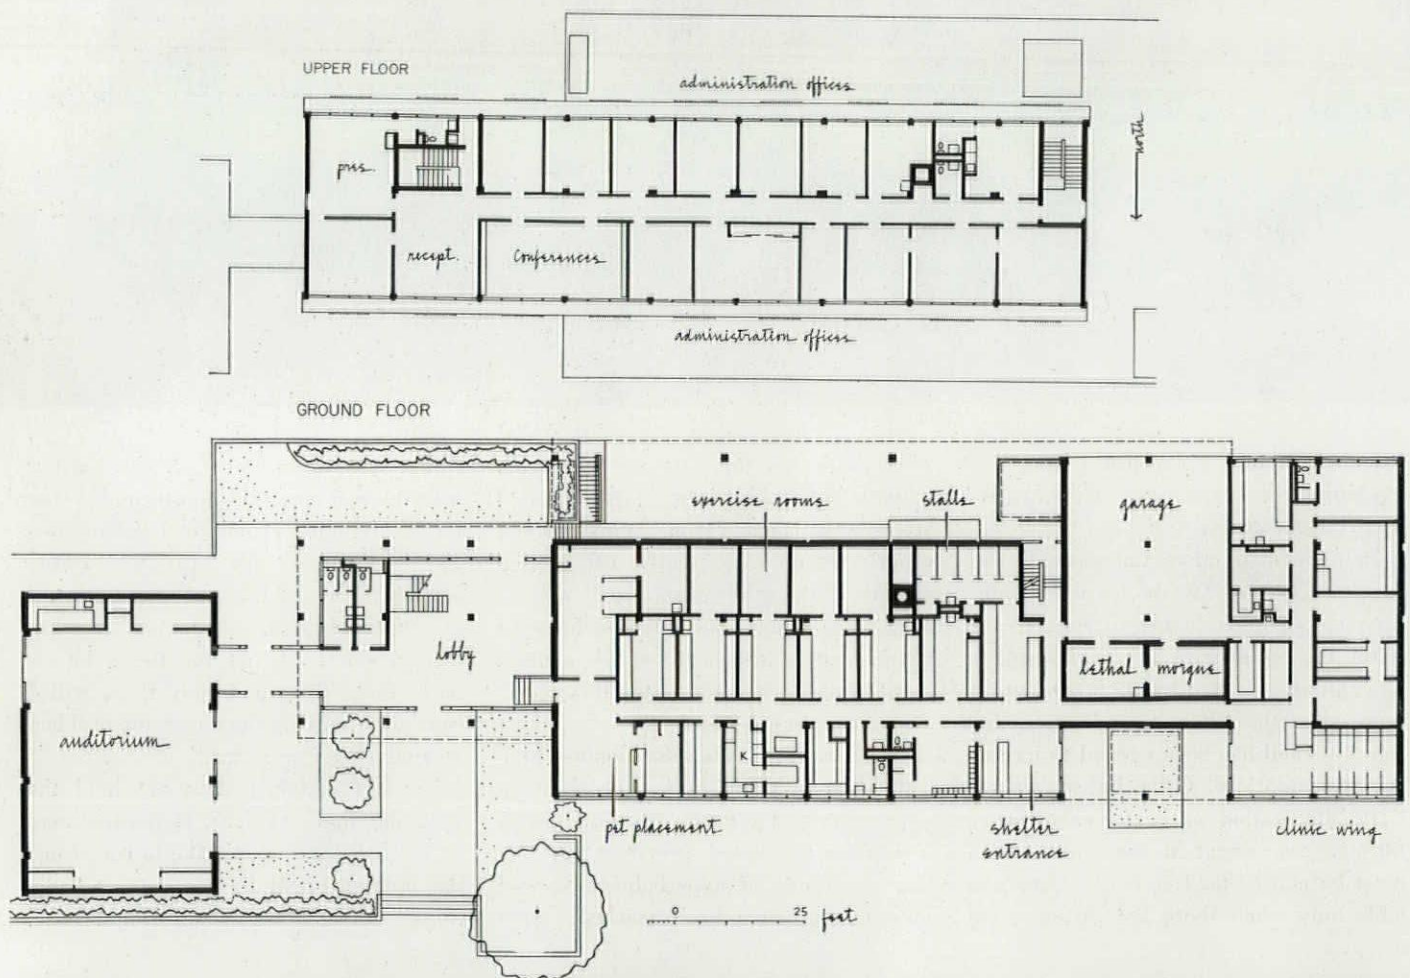 UPPER FLOOR
administration offices
north
pres.
recept.
Conferences
administration offices
GROUND FLOOR
exercise rooms
stalls
garage
lobby
lethal
morgue
auditorium
K
pet placement
shelter
entrance
clinic wing
0 25 feet